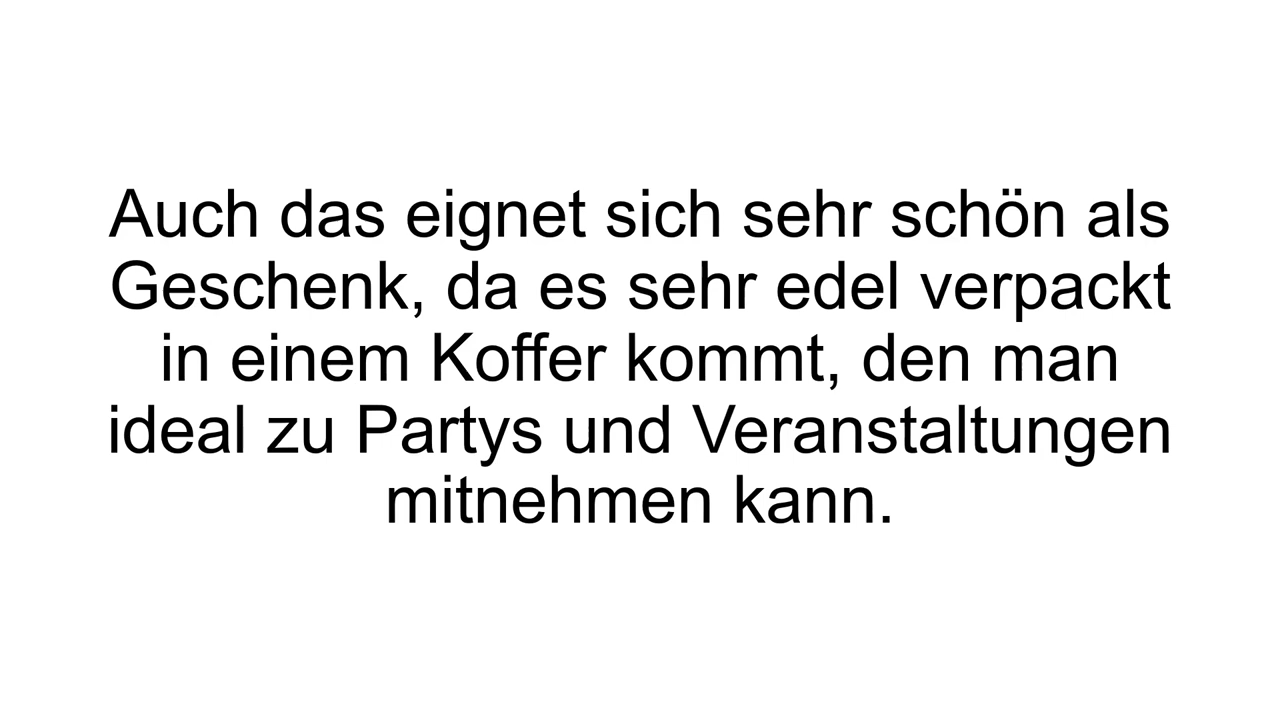 Auch das eignet sich sehr schön als
Geschenk, da es sehr edel verpackt
in einem Koffer kommt, den man
ideal zu Partys und Veranstaltungen
mitnehmen kann.